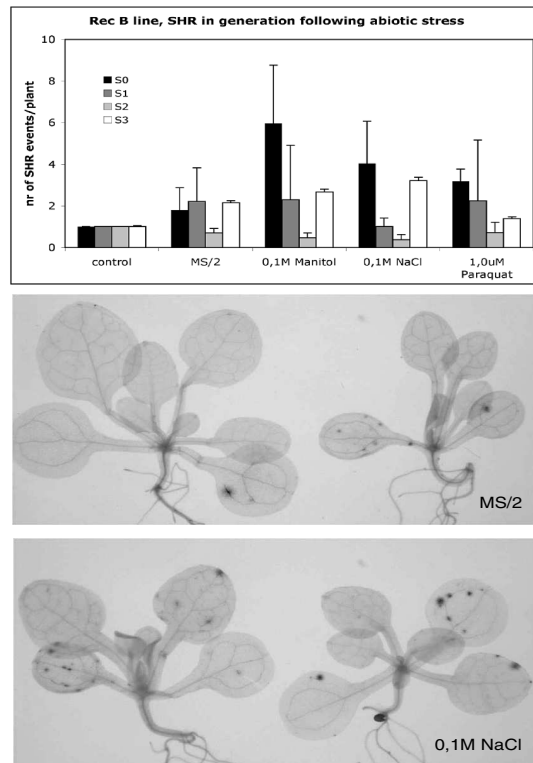 Rec B line, SHR in generation following abiotic stress
nr of SHR events/plant
10
8
6
4
2
0
S0
S1
S2
S3
control MS/2 0,1M Manitol 0,1M NaCl 1,0uM
Paraquat
MS/2
0,1M NaCl